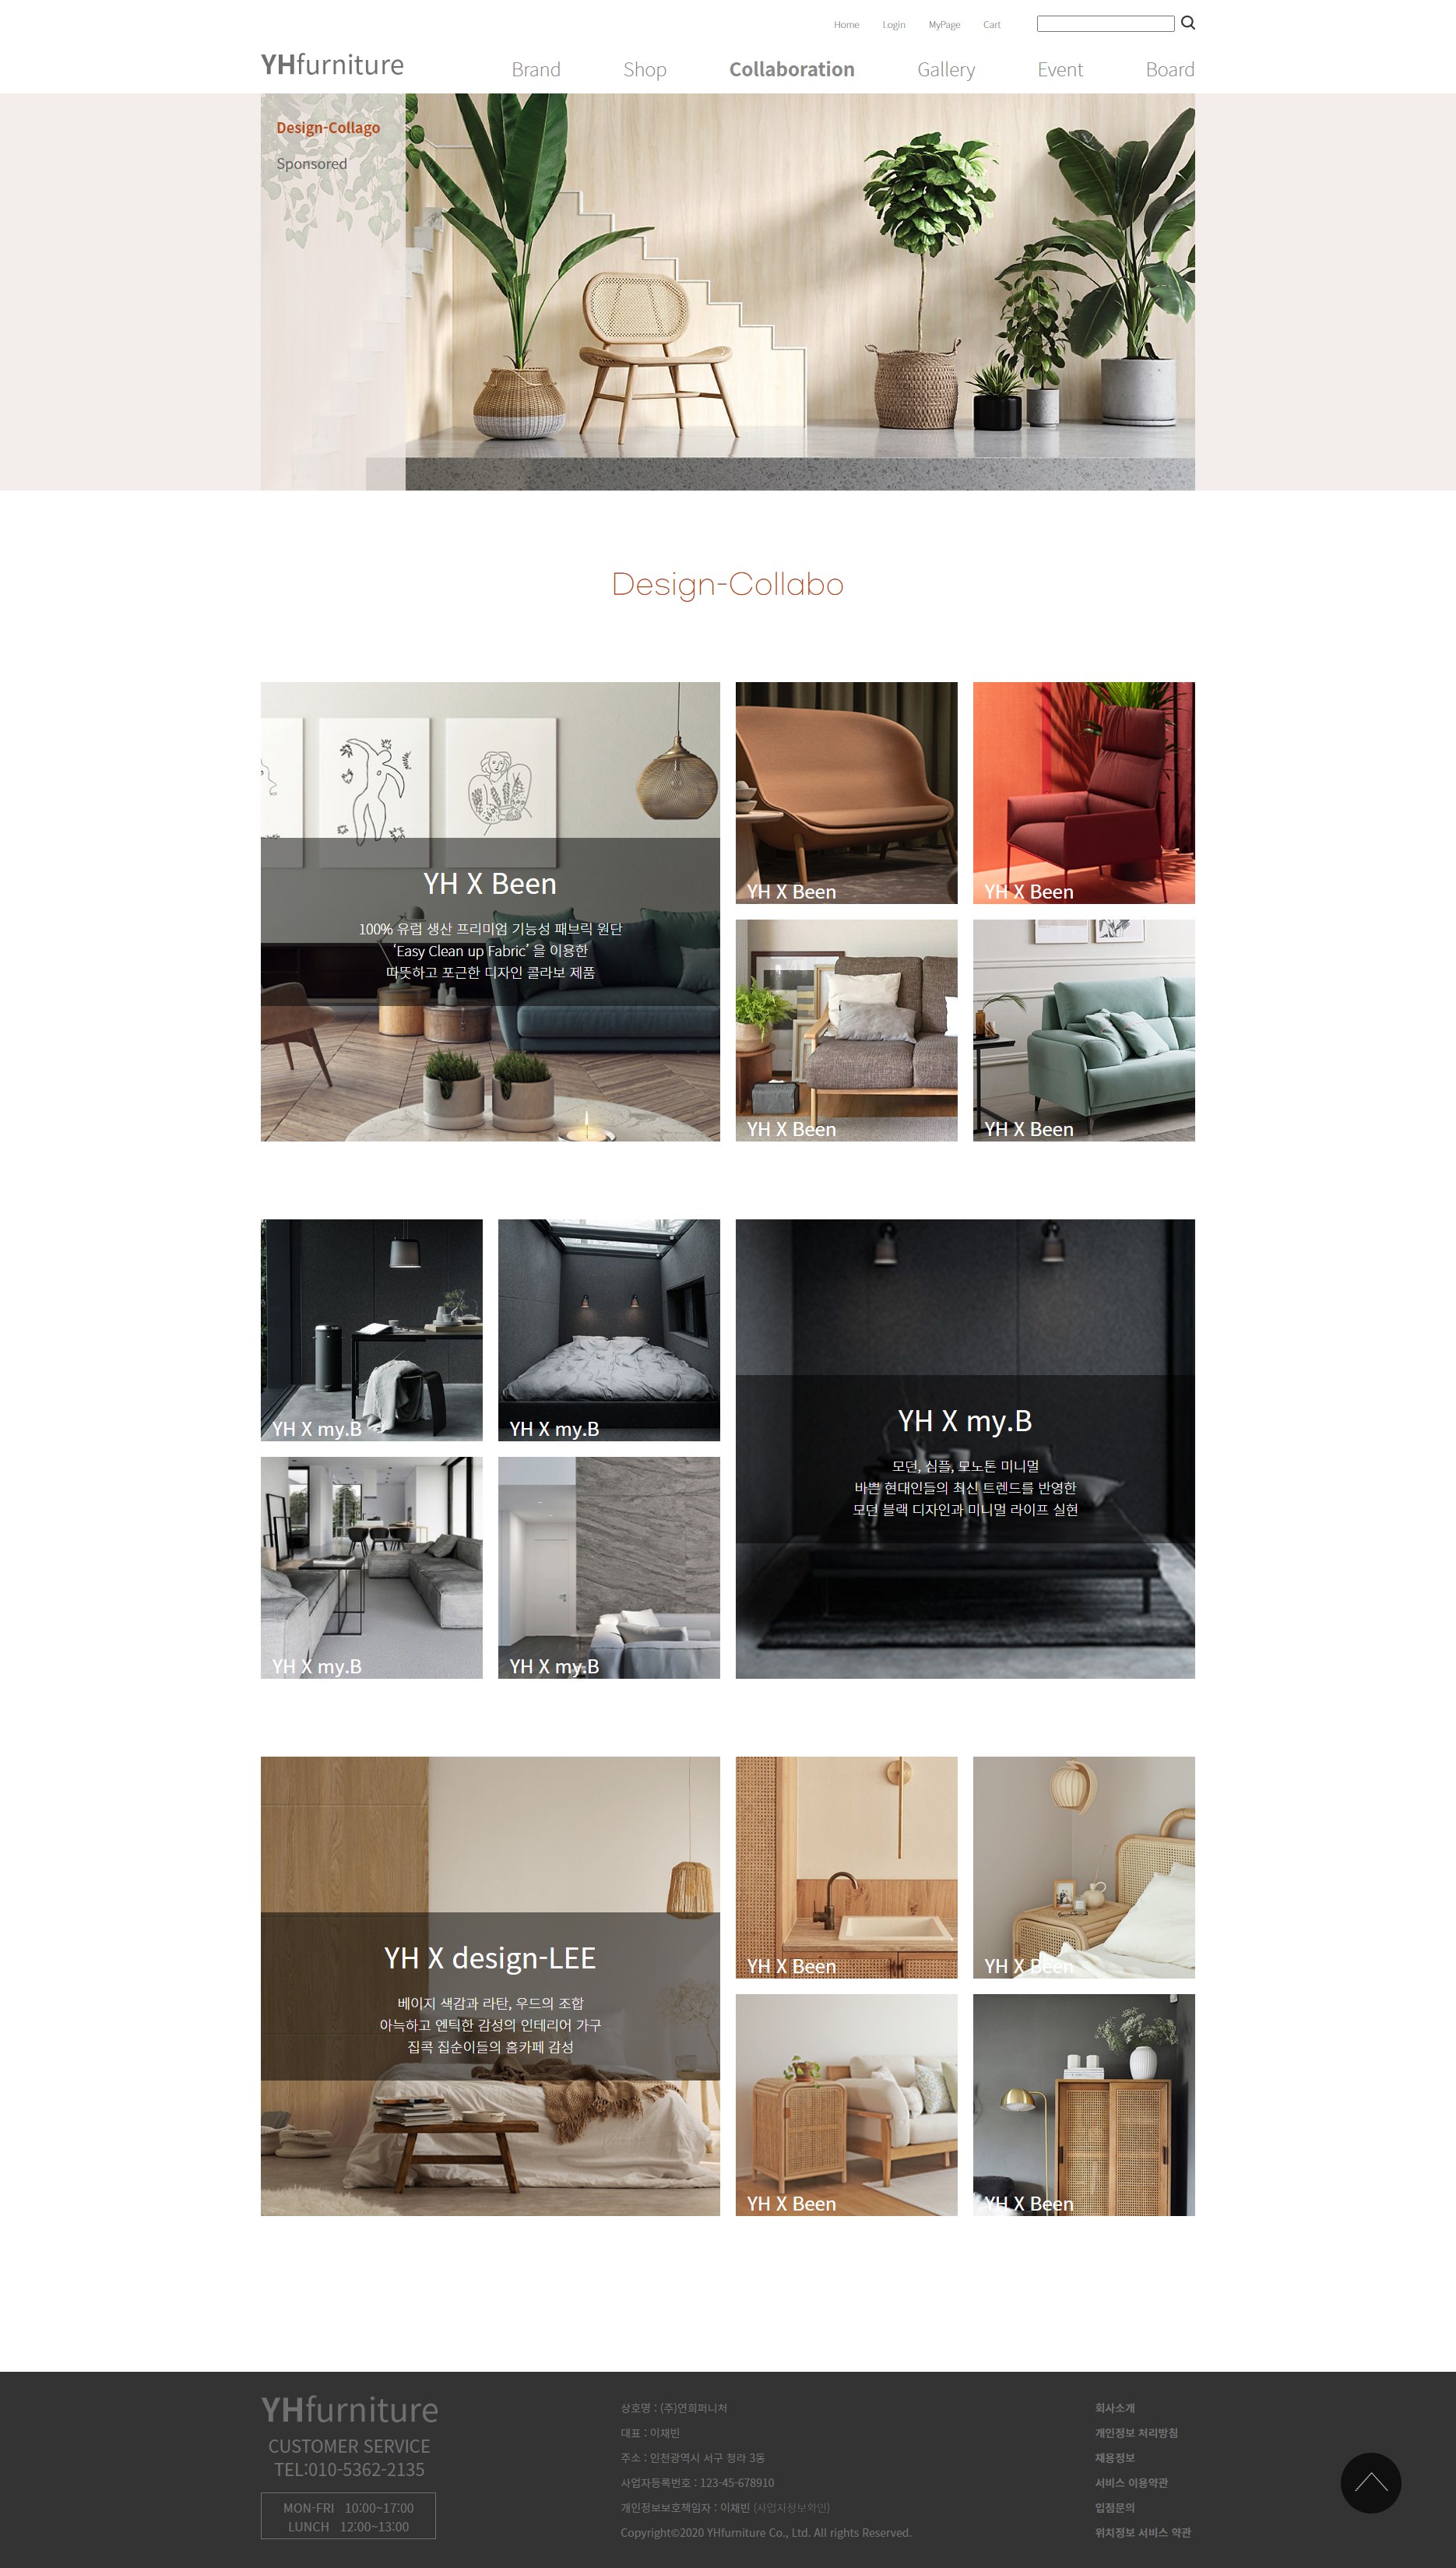 Home Login MyPage Cart
YHfurniture
Brand Shop Collaboration Gallery Event Board
Design-Collago
Sponsored
Design-Collabo
YH X Been
100% 유럽 생산 프리미엄 기능성 패브릭 원단
‘Easy Clean up Fabric’ 을 이용한
따뜻하고 포근한 디자인 콜라보 제품
YH X Been
YH X Been
YH X Been
YH X Been
YH X my.B
YH X my.B
YH X my.B
YH X my.B
YH X my.B
모던, 심플, 모노톤 미니멀
바쁜 현대인들의 최신 트렌드를 반영한
모던 블랙 디자인과 미니멀 라이프 실현
YH X design-LEE
베이지 색감과 라탄, 우드의 조합
아늑하고 엔틱한 감성의 인테리어 가구
집콕 집순이들의 홈카페 감성
YH X Been
YH X Been
YH X Been
YH X Been
YHfurniture
CUSTOMER SERVICE
TEL:010-5362-2135
MON-FRI 10:00~17:00
LUNCH 12:00~13:00
상호명 : (주)연희퍼니처
대표 : 이채빈
주소 : 인천광역시 서구 청라 3동
사업자등록번호 : 123-45-678910
개인정보보호책임자 : 이채빈 (사업자정보확인)
Copyright©2020 YHfurniture Co., Ltd. All rights Reserved.
회사소개
개인정보 처리방침
채용정보
서비스 이용약관
입점문의
위치정보 서비스 약관